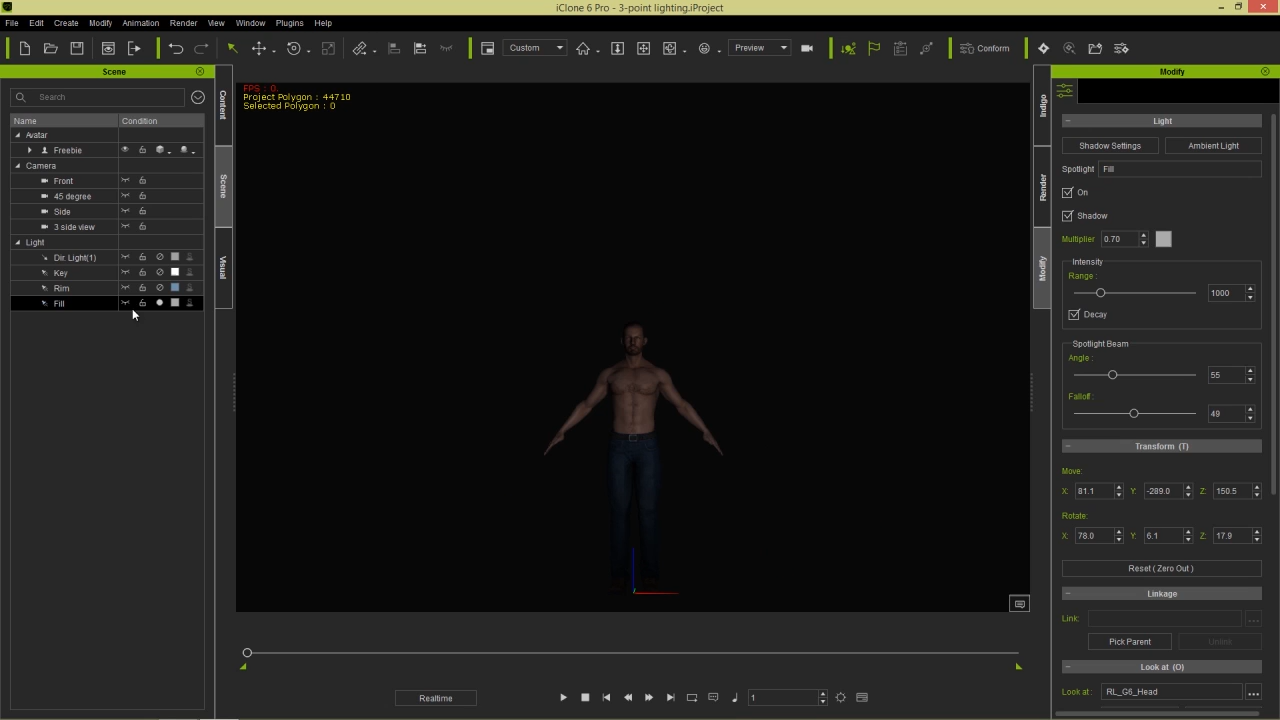 iClone 6 Pro - 3-point lighting.iProject
File Edit Create Modify Animation Render View Window Plugins Help
Custom Preview Conform
Scene
Search
Name Condition
Avatar
Freebie
Camera
Front
45 degree
Side
3 side view
Light
Dir. Light(1)
Key
Rim
Fill
Content
Scene
Visual
FPS : 0.
Project Polygon : 44710
Selected Polygon : 0
Realtime
1
Indigo
Render
Modify
Modify
Light
Shadow Settings Ambient Light
Spotlight Fill
On
Shadow
Multiplier 0.70
Intensity
Range :
1000
Decay
Spotlight Beam
Angle :
55
Falloff :
49
Transform (T)
Move:
X: 81.1 Y: -289.0 Z: 150.5
Rotate:
X: 78.0 Y: 6.1 Z: 17.9
Reset ( Zero Out )
Linkage
Link: ...
Pick Parent Unlink
Look at (O)
Look at : RL_G6_Head ...